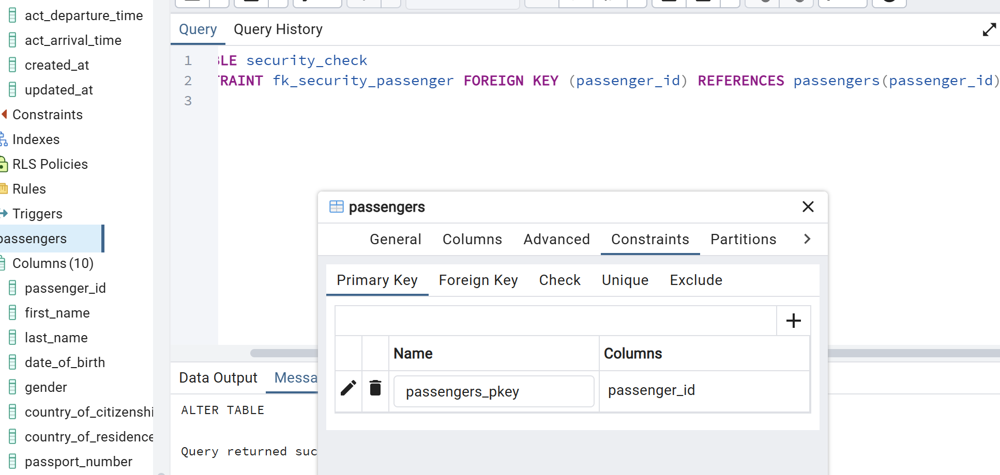 act_departure_time
act_arrival_time
created_at
updated_at
Constraints
Indexes
RLS Policies
Rules
Triggers
passengers
Columns (10)
passenger_id
first_name
last_name
date_of_birth
gender
country_of_citizenshi
country_of_residence
passport_number
Query Query History
1 BLE security_check
2 TRAINT fk_security_passenger FOREIGN KEY (passenger_id) REFERENCES passengers(passenger_id)
3
passengers
General Columns Advanced Constraints Partitions
Primary Key Foreign Key Check Unique Exclude
Name Columns
passengers_pkey passenger_id
Data Output Messa
ALTER TABLE
Query returned suc